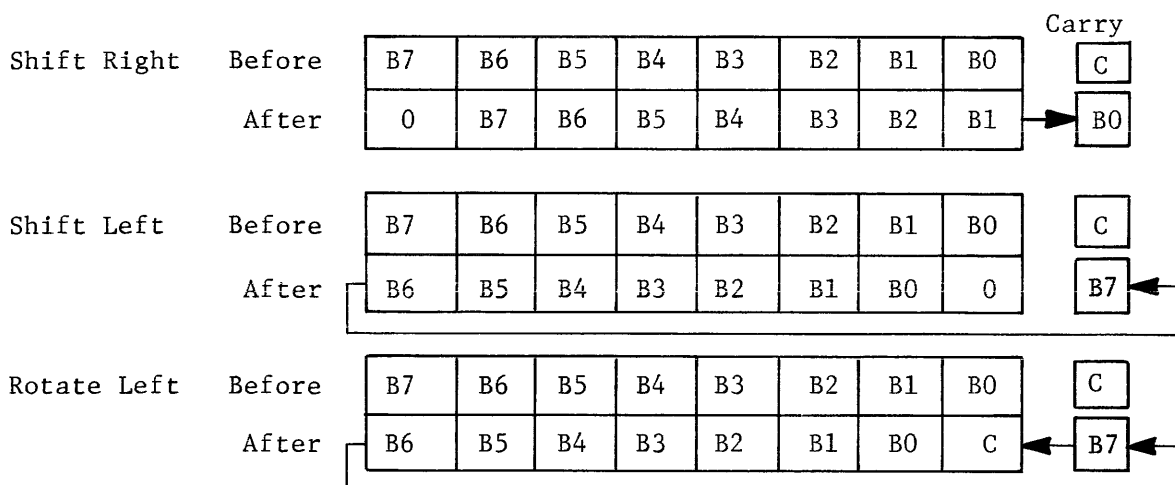 Carry
Shift Right Before B7 B6 B5 B4 B3 B2 B1 B0 C
After 0 B7 B6 B5 B4 B3 B2 B1 B0
Shift Left Before B7 B6 B5 B4 B3 B2 B1 B0 C
After B6 B5 B4 B3 B2 B1 B0 0 B7
Rotate Left Before B7 B6 B5 B4 B3 B2 B1 B0 C
After B6 B5 B4 B3 B2 B1 B0 C B7